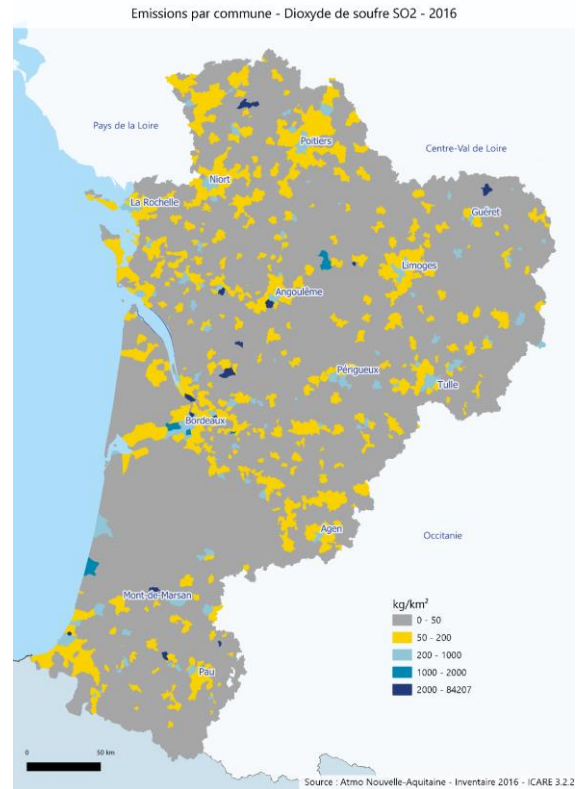 Emissions par commune - Dioxyde de soufre SO2 - 2016
Pays de la Loire
Centre-Val de Loire
Poitiers
Niort
La Rochelle
Guéret
Limoges
Angoulême
Périgueux
Tulle
Bordeaux
Agen
Occitanie
Mont-de-Marsan
Pau
kg/km²
0 - 50
50 - 200
200 - 1000
1000 - 2000
2000 - 84207
0 50 km
Source : Atmo Nouvelle-Aquitaine - Inventaire 2016 - ICARE 3.2.2